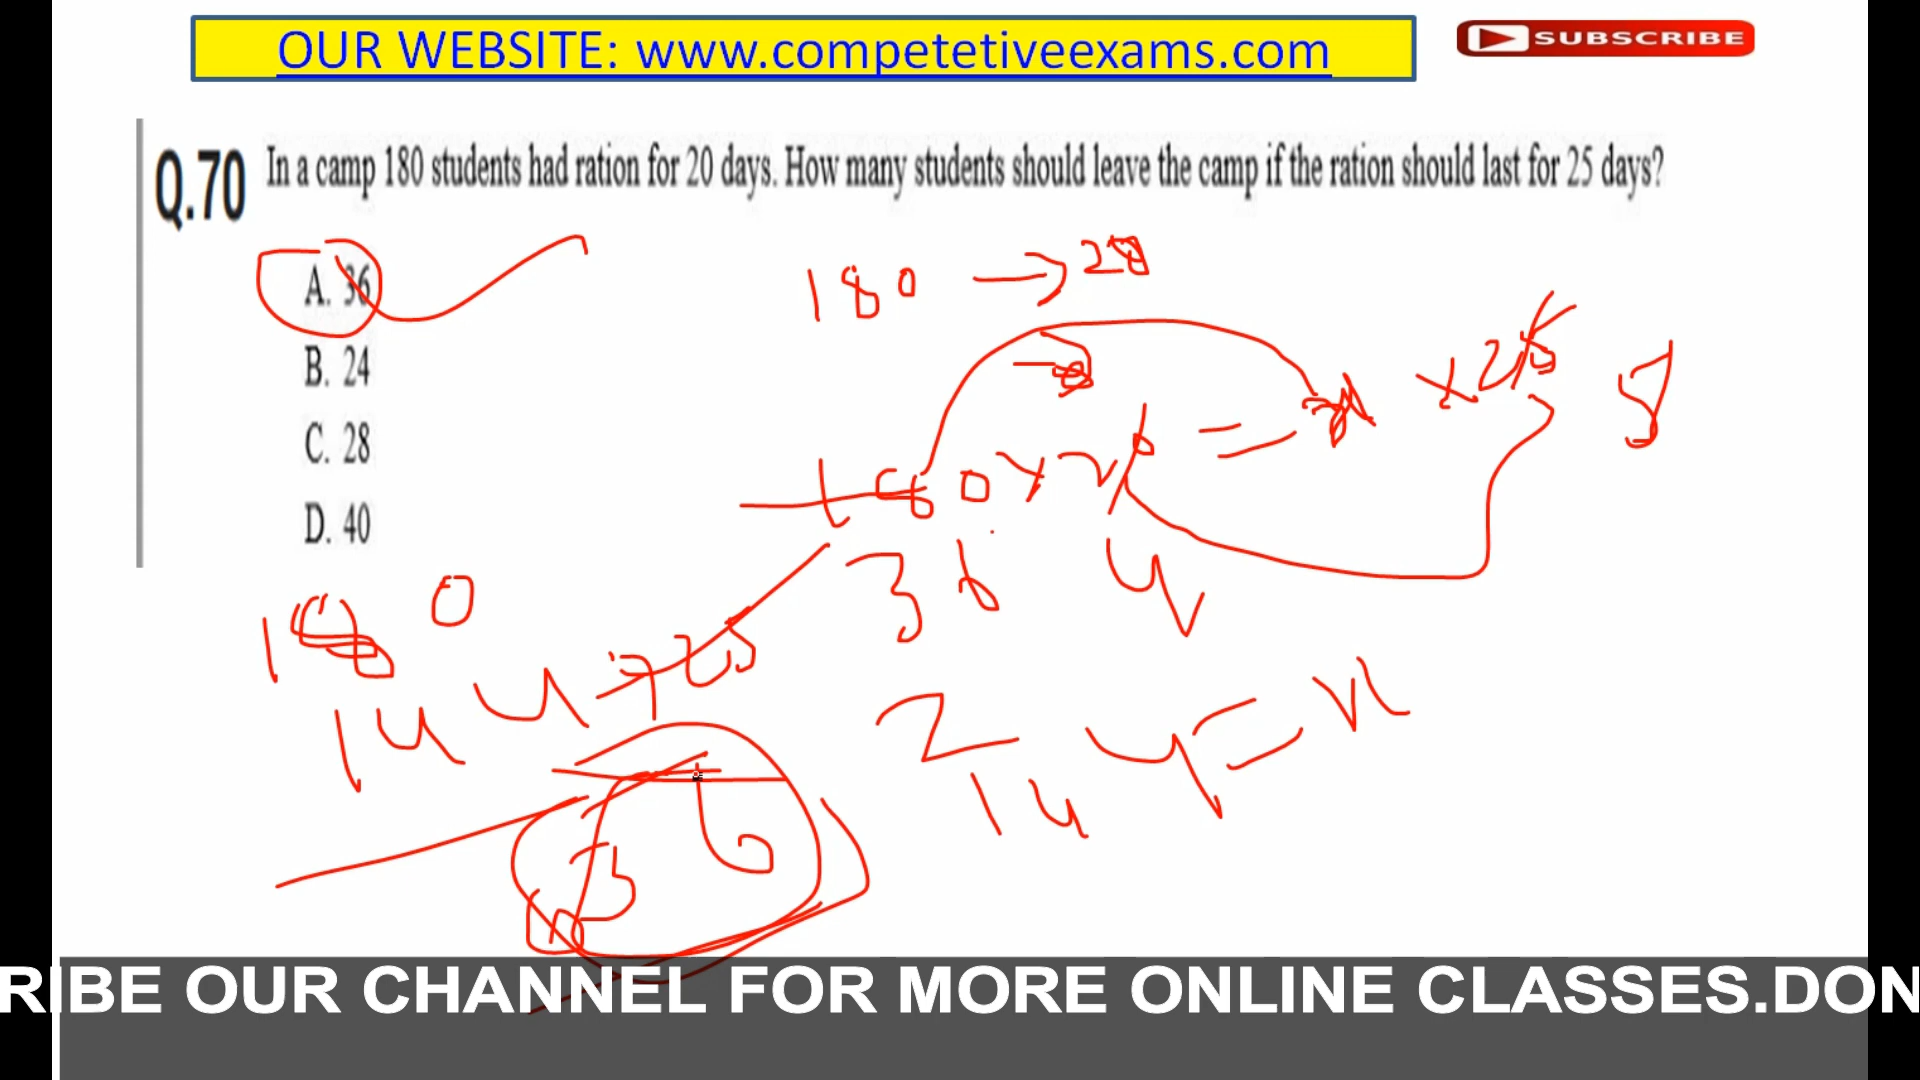 OUR WEBSITE: www.competetiveexams.com
SUBSCRIBE
Q.70 In a camp 180 students had ration for 20 days. How many students should leave the camp if the ration should last for 25 days?
A. 36
B. 24
C. 28
D. 40
180
36
RIBE OUR CHANNEL FOR MORE ONLINE CLASSES.DON